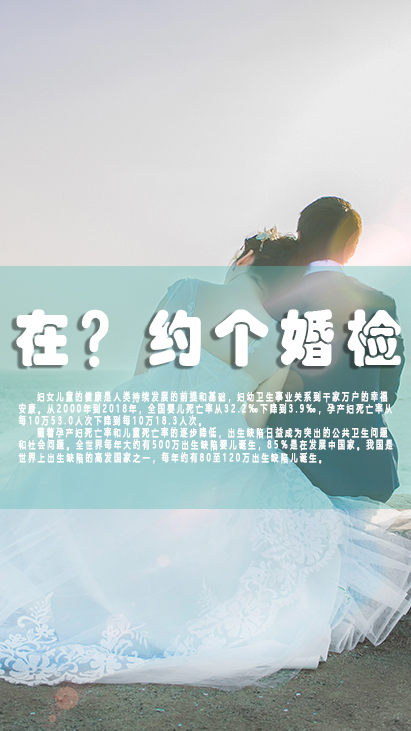 在？约个婚检
妇女儿童的健康是人类持续发展的前提和基础，妇幼卫生事业关系到千家万户的幸福
安康。从2000年到2018年，全国婴儿死亡率从32.2‰下降到3.9‰，孕产妇死亡率从
每10万53.0人次下降到每10万18.3人次。
随着孕产妇死亡率和儿童死亡率的逐步降低，出生缺陷日益成为突出的公共卫生问题
和社会问题。全世界每年大约有500万出生缺陷婴儿诞生，85%是在发展中国家。我国是
世界上出生缺陷的高发国家之一，每年约有80至120万出生缺陷儿诞生。